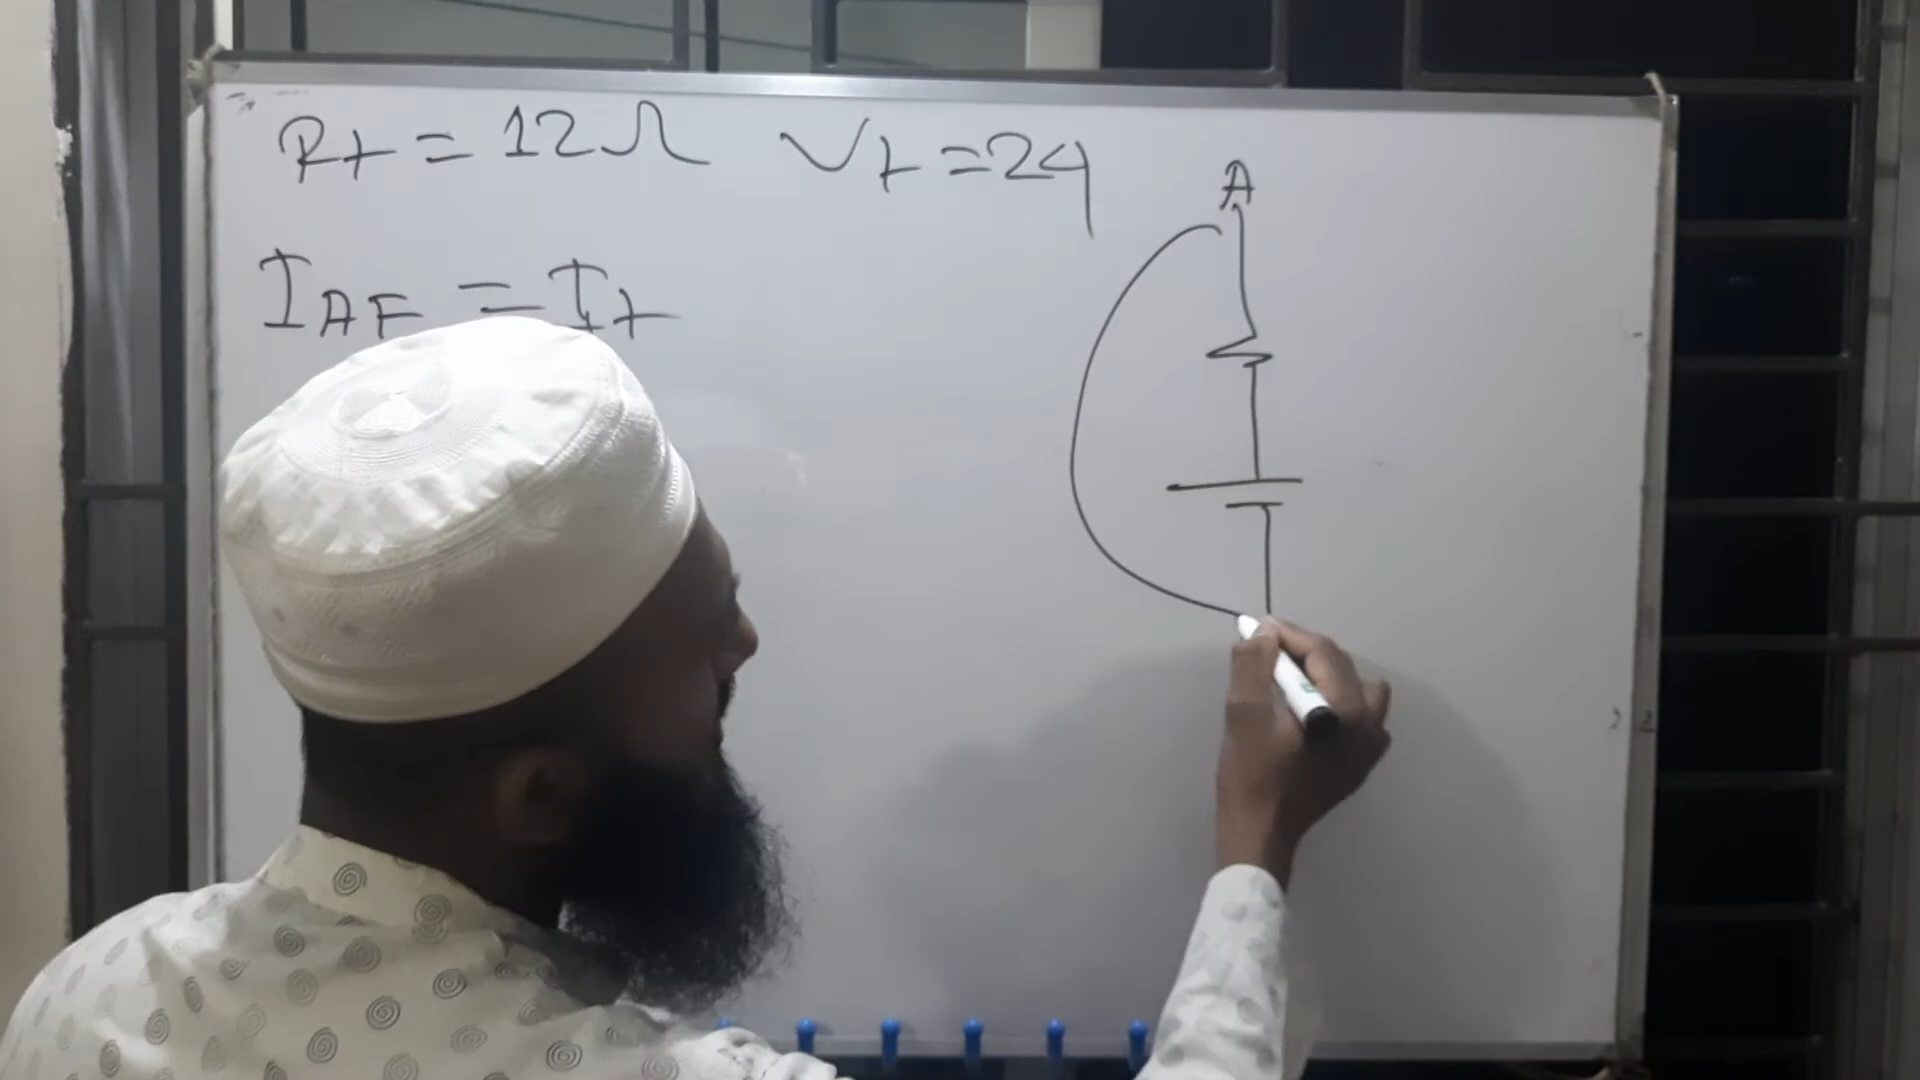 Rt = 12Ω Vt = 24
IAF = It
A